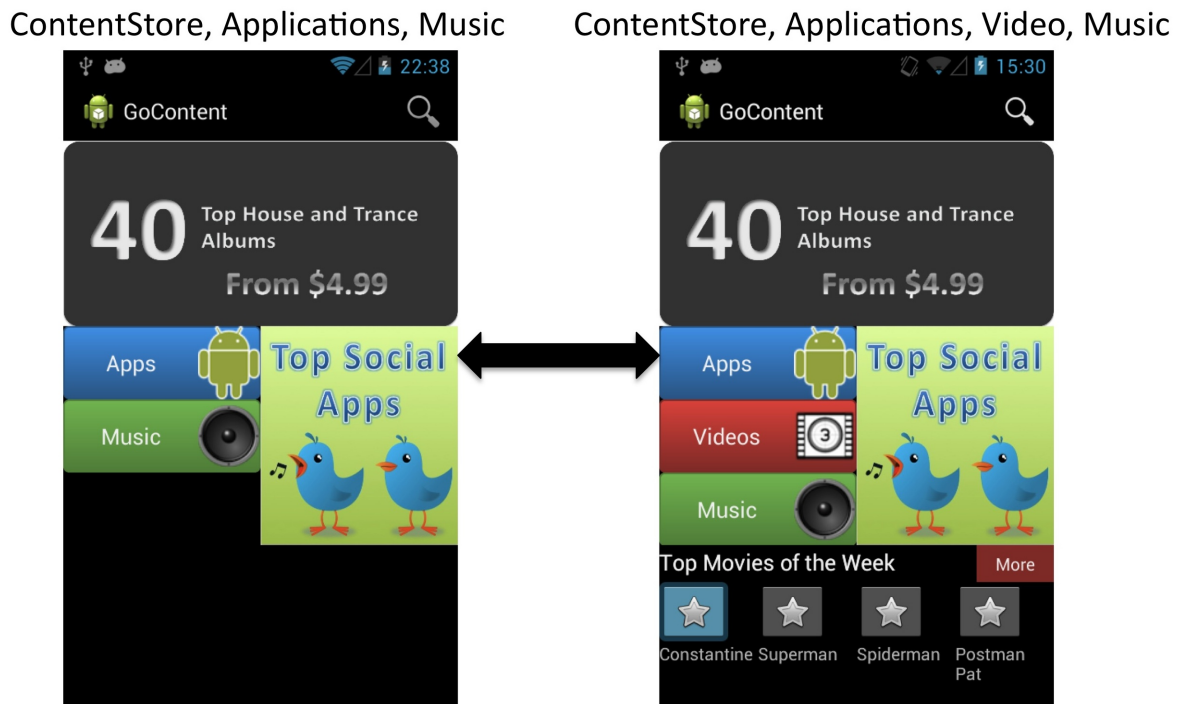 ContentStore, Applications, Music
22:38
GoContent
40
Top House and Trance
Albums
From $4.99
Apps
Music
Top Social
Apps
ContentStore, Applications, Video, Music
15:30
GoContent
40
Top House and Trance
Albums
From $4.99
Apps
Videos
3
Music
Top Social
Apps
Top Movies of the Week
More
Constantine
Superman
Spiderman
Postman
Pat